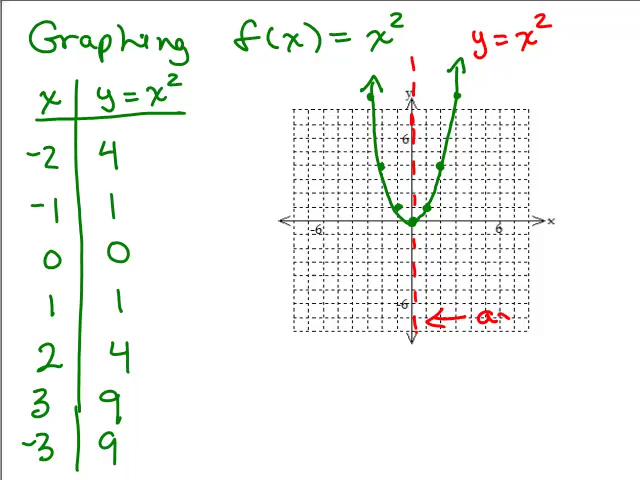 Graphing f(x) = x² y = x²
x y = x²
-2 4
-1 1
0 0
1 1
2 4
3 9
-3 9
y
6
-6 6 x
-6
← a